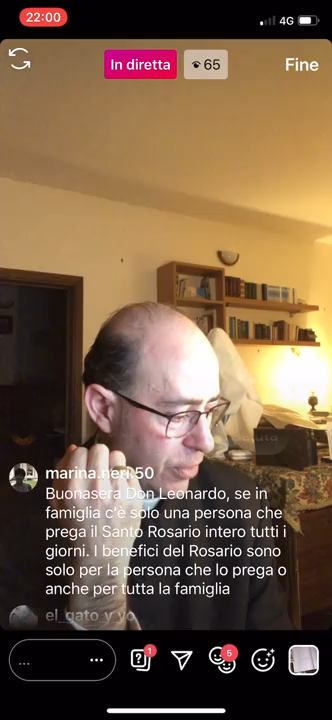 22:00
4G
In diretta
65
Fine
marina.neri.50
Buonasera Don Leonardo, se in
famiglia c'è solo una persona che
prega il Santo Rosario intero tutti i
giorni. I benefici del Rosario sono
solo per la persona che lo prega o
anche per tutta la famiglia
el_gato_y_yo
...
1
5